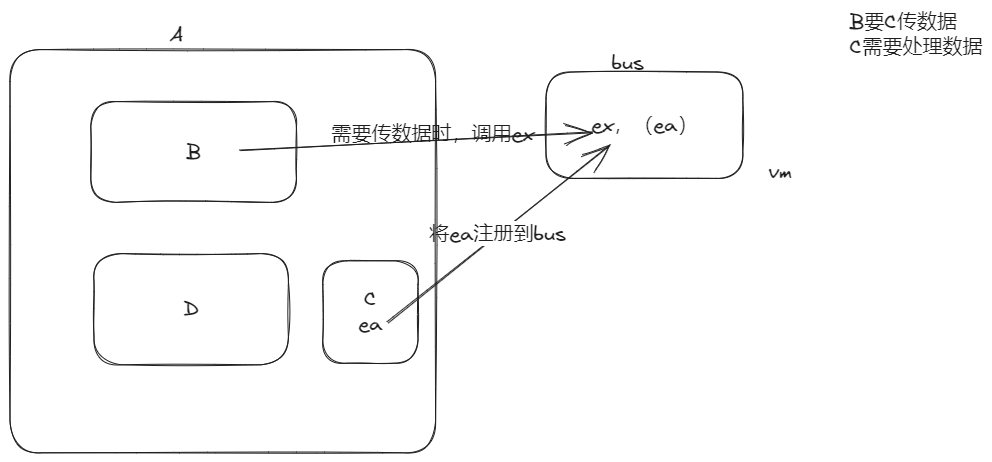 A
B要C传数据
C需要处理数据
bus
需要传数据时，调用ex
ex, （ea）
B
vm
将ea注册到bus
D
C
ea